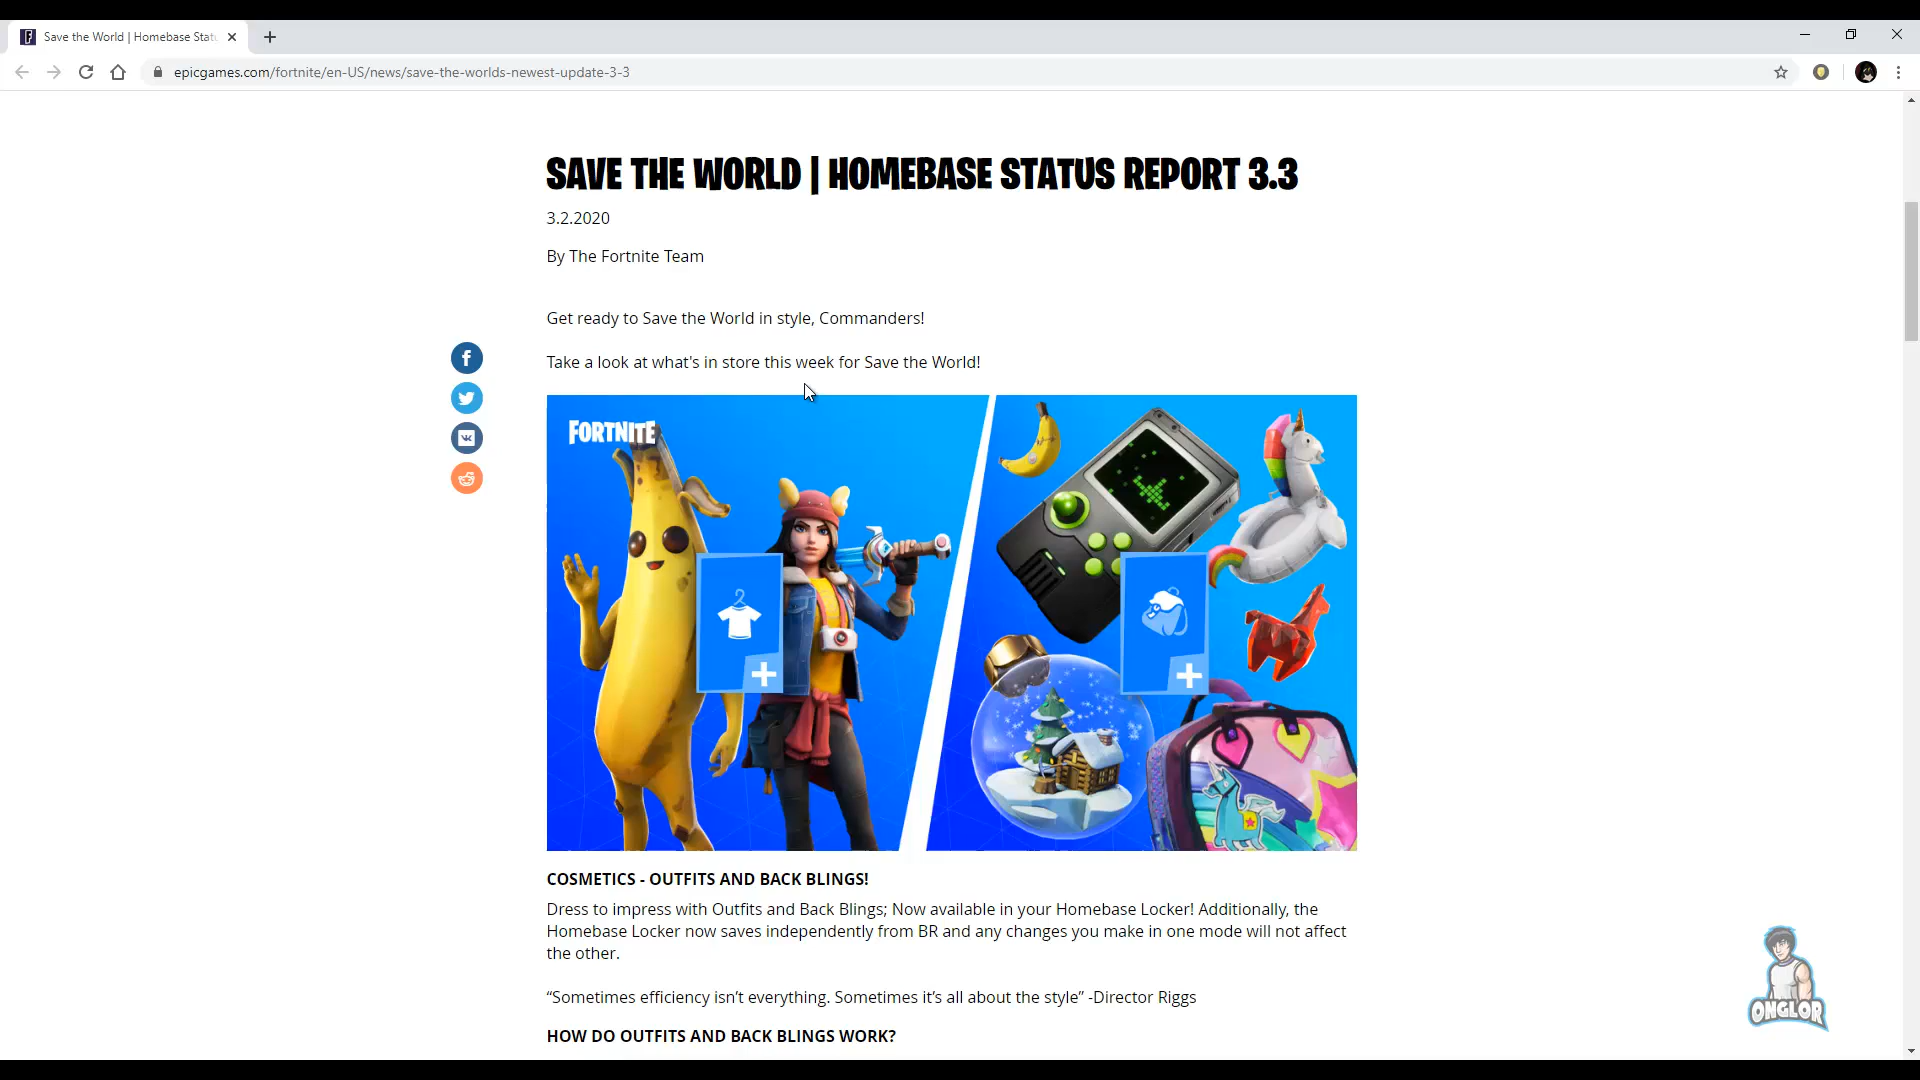 Save the World | Homebase Stat
epicgames.com/fortnite/en-US/news/save-the-worlds-newest-update-3-3
SAVE THE WORLD | HOMEBASE STATUS REPORT 3.3
3.2.2020
By The Fortnite Team
Get ready to Save the World in style, Commanders!
Take a look at what's in store this week for Save the World!
FORTNITE
COSMETICS - OUTFITS AND BACK BLINGS!
Dress to impress with Outfits and Back Blings; Now available in your Homebase Locker! Additionally, the
Homebase Locker now saves independently from BR and any changes you make in one mode will not affect
the other.
“Sometimes efficiency isn’t everything. Sometimes it’s all about the style” -Director Riggs
HOW DO OUTFITS AND BACK BLINGS WORK?
ONGLOR